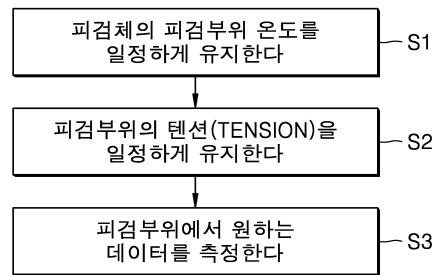 피검체의 피검부위 온도를
일정하게 유지한다
S1
피검부위의 텐션(TENSION)을
일정하게 유지한다
S2
피검부위에서 원하는
데이터를 측정한다
S3